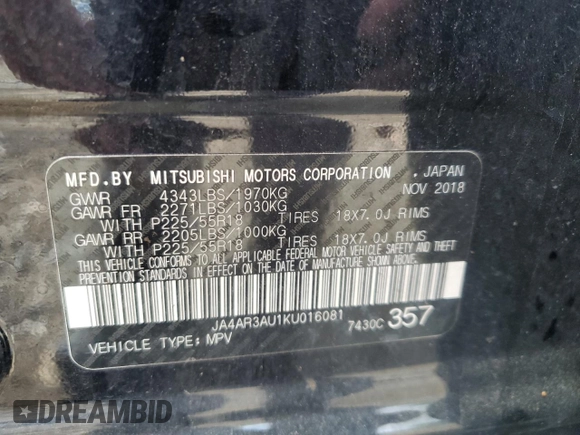 MFD.BY MITSUBISHI MOTORS CORPORATION , JAPAN
GVWR 4343LBS/1970KG NOV 2018
GAWR FR 2271LBS/1030KG
WITH P225/55R18 TIRES 18X7.0J RIMS
GAWR RR 2205LBS/1000KG
WITH P225/55R18 TIRES 18X7.0J RIMS
THIS VEHICLE CONFORMS TO ALL APPLICABLE FEDERAL MOTOR VEHICLE SAFETY AND THEFT
PREVENTION STANDARDS IN EFFECT ON THE DATE OF MANUFACTURE SHOWN ABOVE.
JA4AR3AU1KU016081 7430C 357
VEHICLE TYPE: MPV
DREAMBID